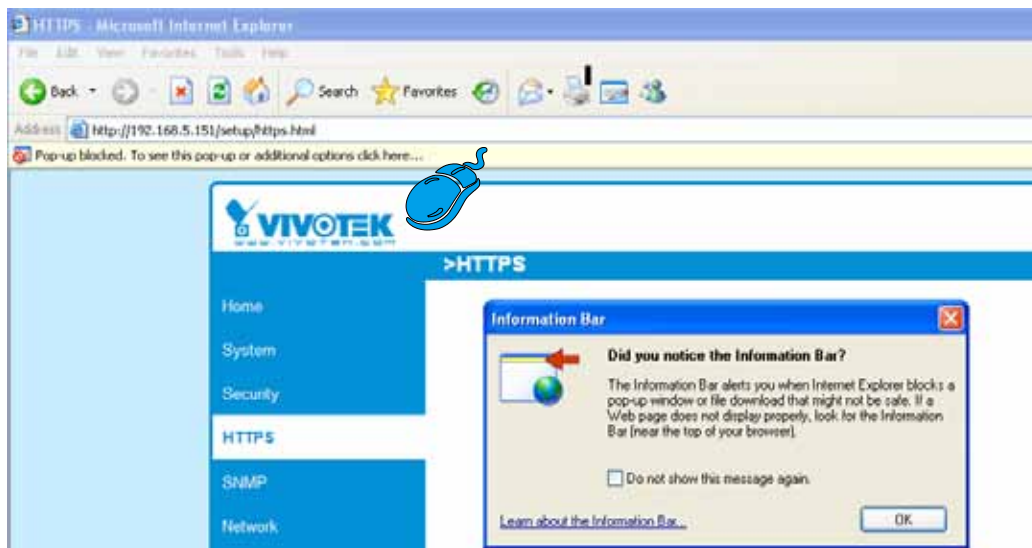 HTTPS - Microsoft Internet Explorer
File Edit View Favorites Tools Help
Back Search Favorites
Address http://192.168.5.151/setup/https.html
Pop-up blocked. To see this pop-up or additional options click here...
VIVOTEK
www.vivotek.com
>HTTPS
Home
System
Security
HTTPS
SNMP
Network
Information Bar
Did you notice the Information Bar?
The Information Bar alerts you when Internet Explorer blocks a
pop-up window or file download that might not be safe. If a
Web page does not display properly, look for the Information
Bar (near the top of your browser).
Do not show this message again.
Learn about the Information Bar...
OK